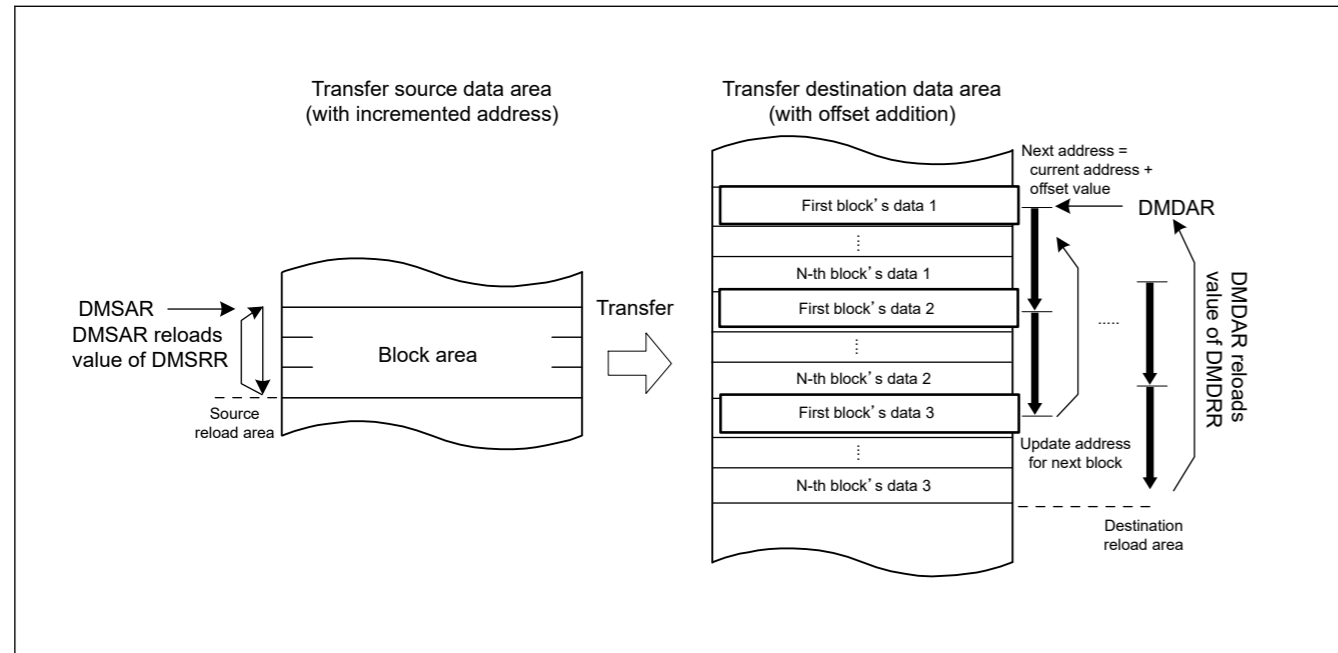 Transfer source data area
(with incremented address)
Transfer destination data area
(with offset addition)
Next address =
current address +
offset value
First block’s data 1
DMDAR
⋮
N-th block’s data 1
DMSAR
DMSAR reloads
value of DMSRR
Transfer
First block’s data 2
.....
DMDAR reloads
value of DMDRR
Block area
⋮
N-th block’s data 2
Source
reload area
First block’s data 3
Update address
for next block
⋮
N-th block’s data 3
Destination
reload area